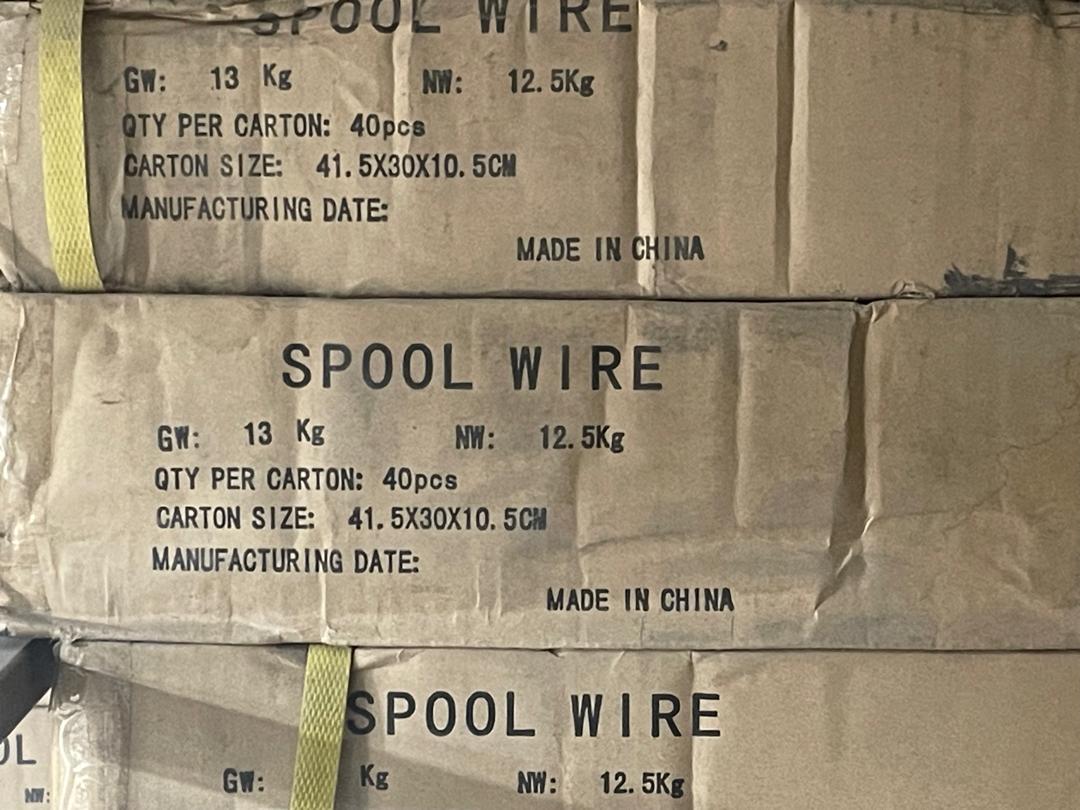 SPOOL WIRE
GW: 13 Kg NW: 12.5Kg
QTY PER CARTON: 40pcs
CARTON SIZE: 41.5X30X10.5CM
MANUFACTURING DATE:
MADE IN CHINA
SPOOL WIRE
GW: 13 Kg NW: 12.5Kg
QTY PER CARTON: 40pcs
CARTON SIZE: 41.5X30X10.5CM
MANUFACTURING DATE:
MADE IN CHINA
SPOOL WIRE
GW: Kg NW: 12.5Kg
OL
NW: